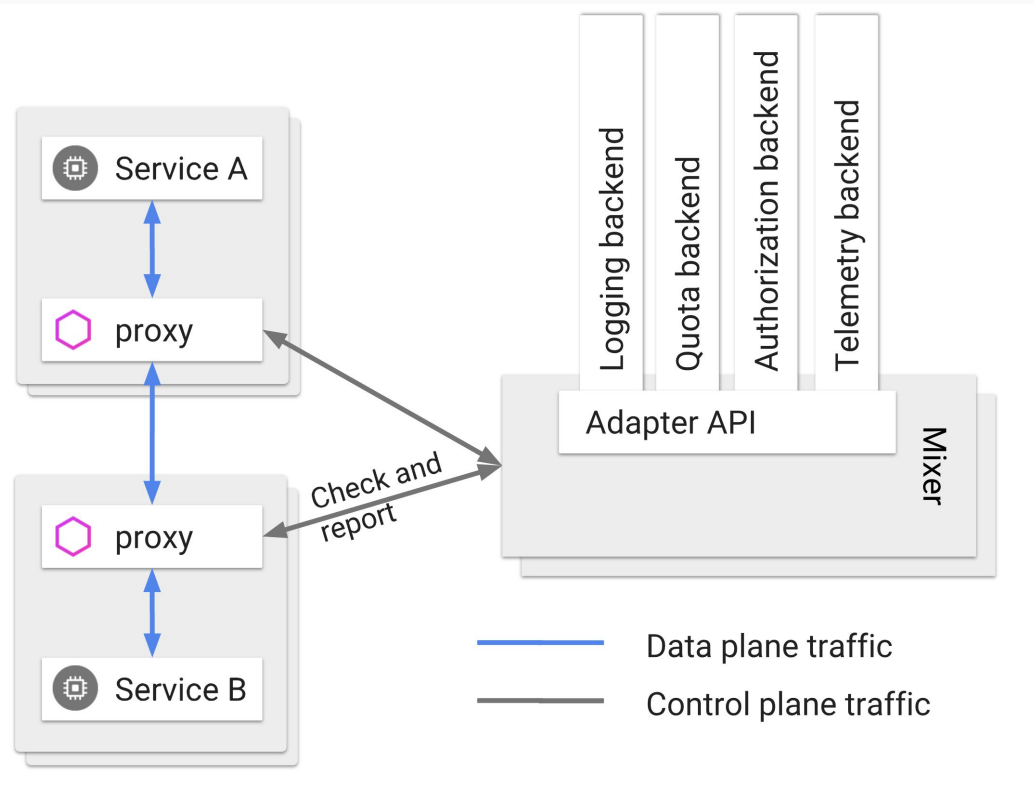 Service A
proxy
proxy
Service B
Check and
report
Logging backend
Quota backend
Authorization backend
Telemetry backend
Adapter API
Mixer
Data plane traffic
Control plane traffic